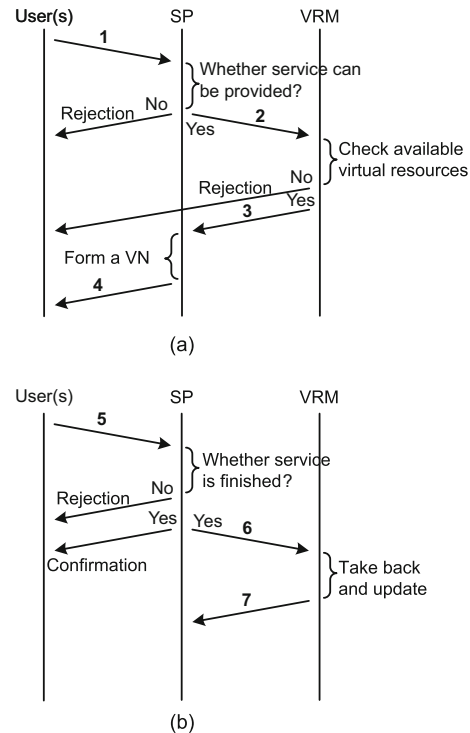 User(s) SP VRM
1
Whether service can
be provided?
No
Rejection
2
Yes
Check available
virtual resources
No
Rejection
Yes
3
Form a VN
4
(a)
User(s) SP VRM
5
Whether service
is finished?
No
Rejection
Yes Yes
6
Confirmation
Take back
and update
7
(b)